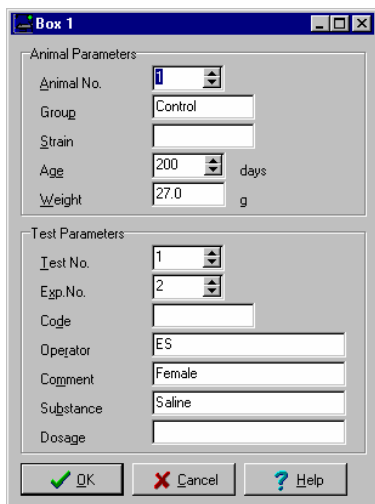 Box 1
Animal Parameters
Animal No. 1
Group Control
Strain
Age 200 days
Weight 27.0 g
Test Parameters
Test No. 1
Exp.No. 2
Code
Operator ES
Comment Female
Substance Saline
Dosage
OK Cancel Help